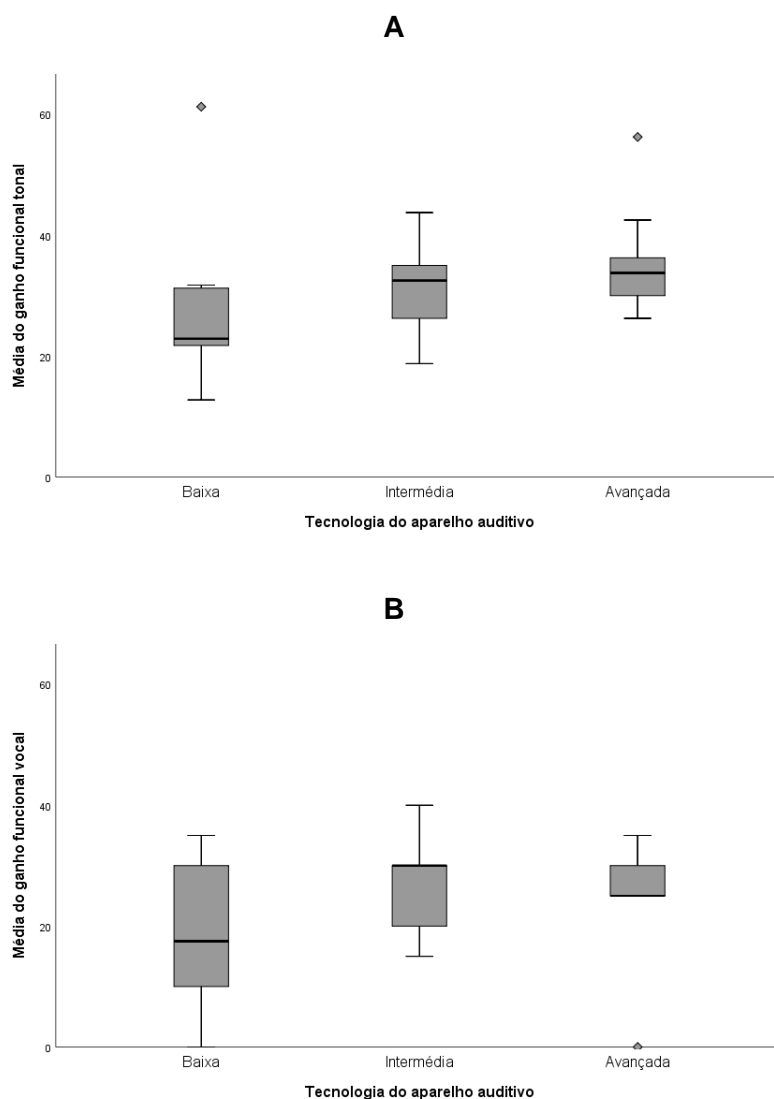 A
Média do ganho funcional tonal
60
40
20
0
Baixa Intermédia Avançada
Tecnologia do aparelho auditivo
B
Média do ganho funcional vocal
60
40
20
0
Baixa Intermédia Avançada
Tecnologia do aparelho auditivo